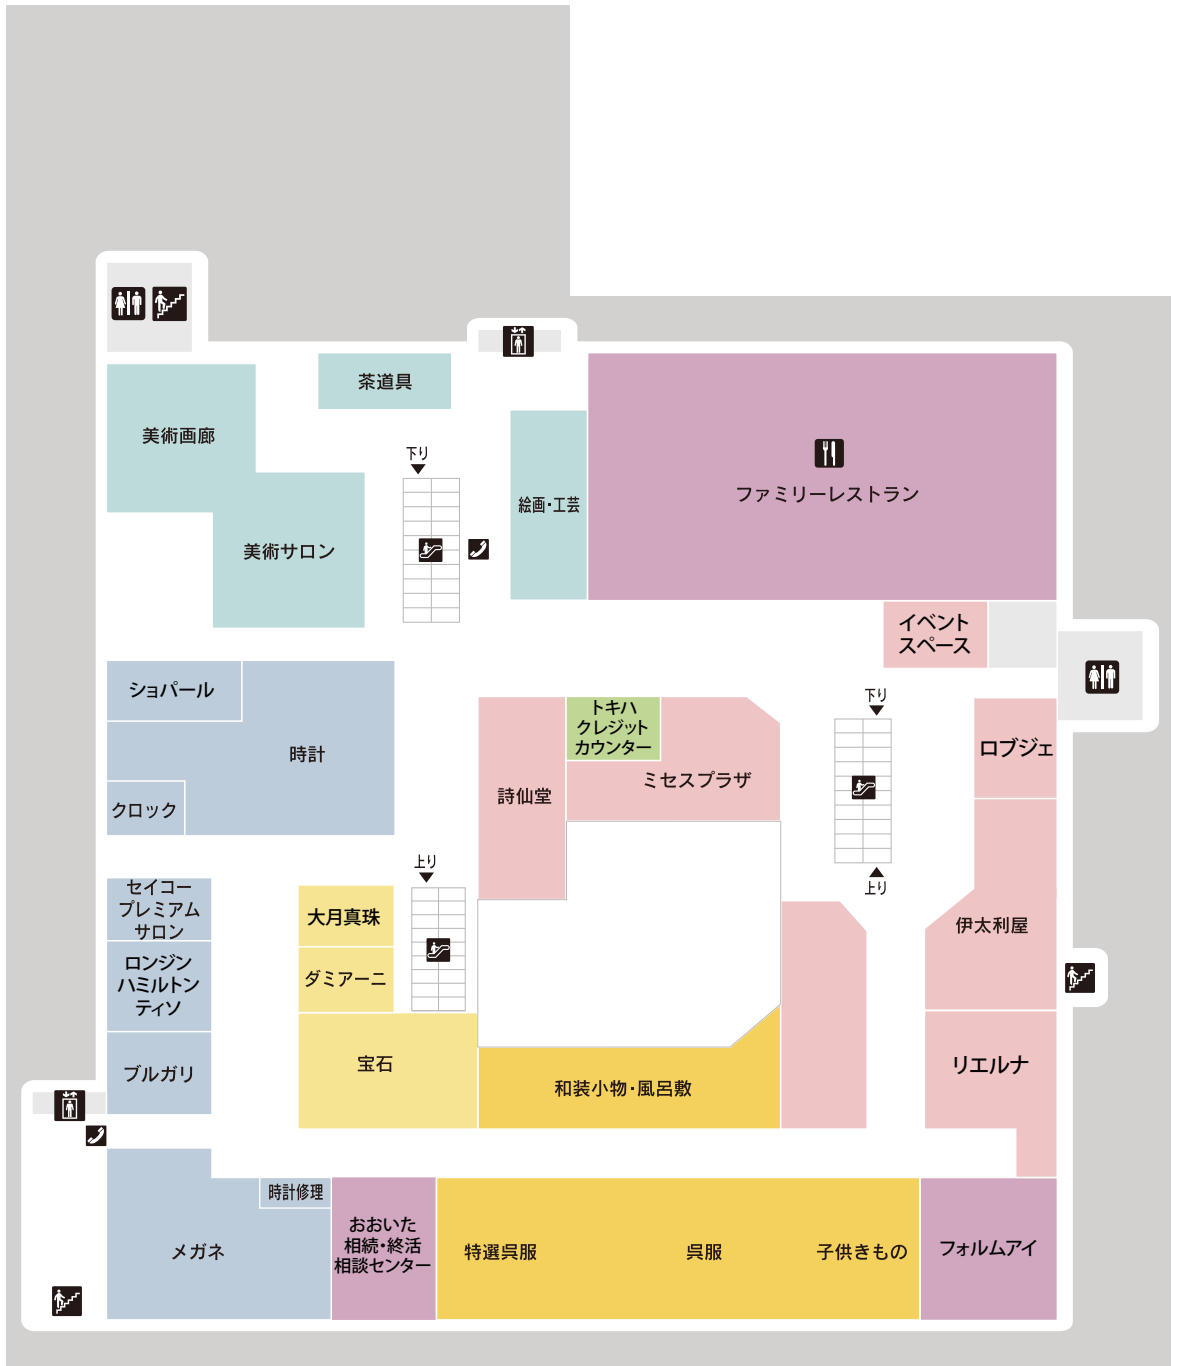 茶道具
美術画廊
下り
ファミリーレストラン
絵画・工芸
美術サロン
イベント
スペース
ショパール
下り
トキハ
クレジット
カウンター
ロブジェ
時計
ミセスプラザ
詩仙堂
クロック
上り
上り
セイコー
プレミアム
サロン
大月真珠
伊太利屋
ロンジン
ハミルトン
ティソ
ダミアーニ
宝石
リエルナ
ブルガリ
和装小物・風呂敷
時計修理
おおいた
相続・終活
相談センター
メガネ
特選呉服
呉服
子供きもの
フォルムアイ